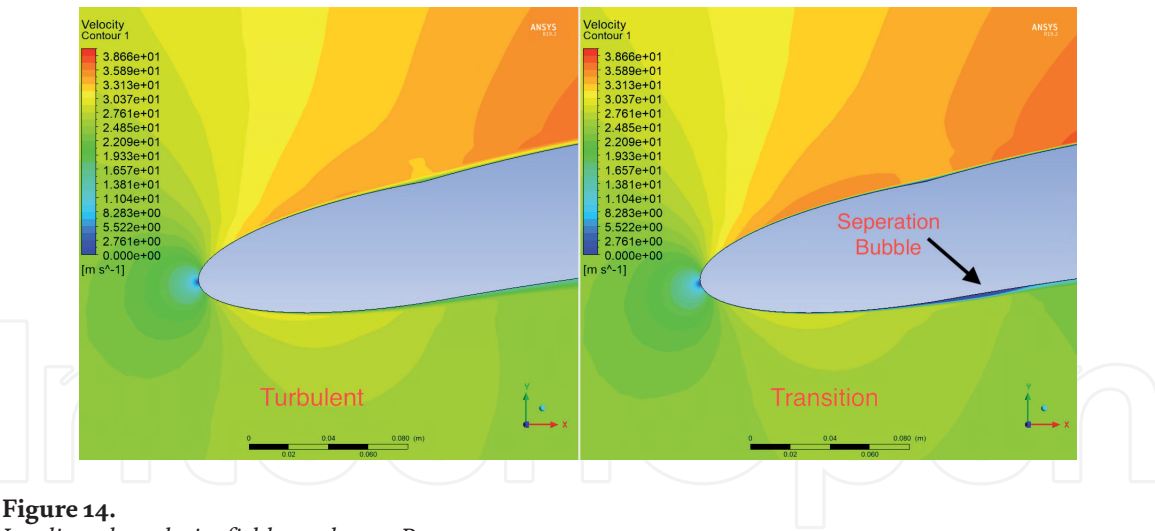 Velocity
Contour 1
3.866e+01
3.589e+01
3.313e+01
3.037e+01
2.761e+01
2.485e+01
2.209e+01
1.933e+01
1.657e+01
1.381e+01
1.104e+01
8.283e+00
5.522e+00
2.761e+00
0.000e+00
[m s^-1]
ANSYS
Turbulent
Y
X
0 0.04 0.080 (m)
0.02 0.060
Velocity
Contour 1
3.866e+01
3.589e+01
3.313e+01
3.037e+01
2.761e+01
2.485e+01
2.209e+01
1.933e+01
1.657e+01
1.381e+01
1.104e+01
8.283e+00
5.522e+00
2.761e+00
0.000e+00
[m s^-1]
ANSYS
Seperation
Bubble
Transition
Y
X
0 0.04 0.080 (m)
0.02 0.060
Figure 14.